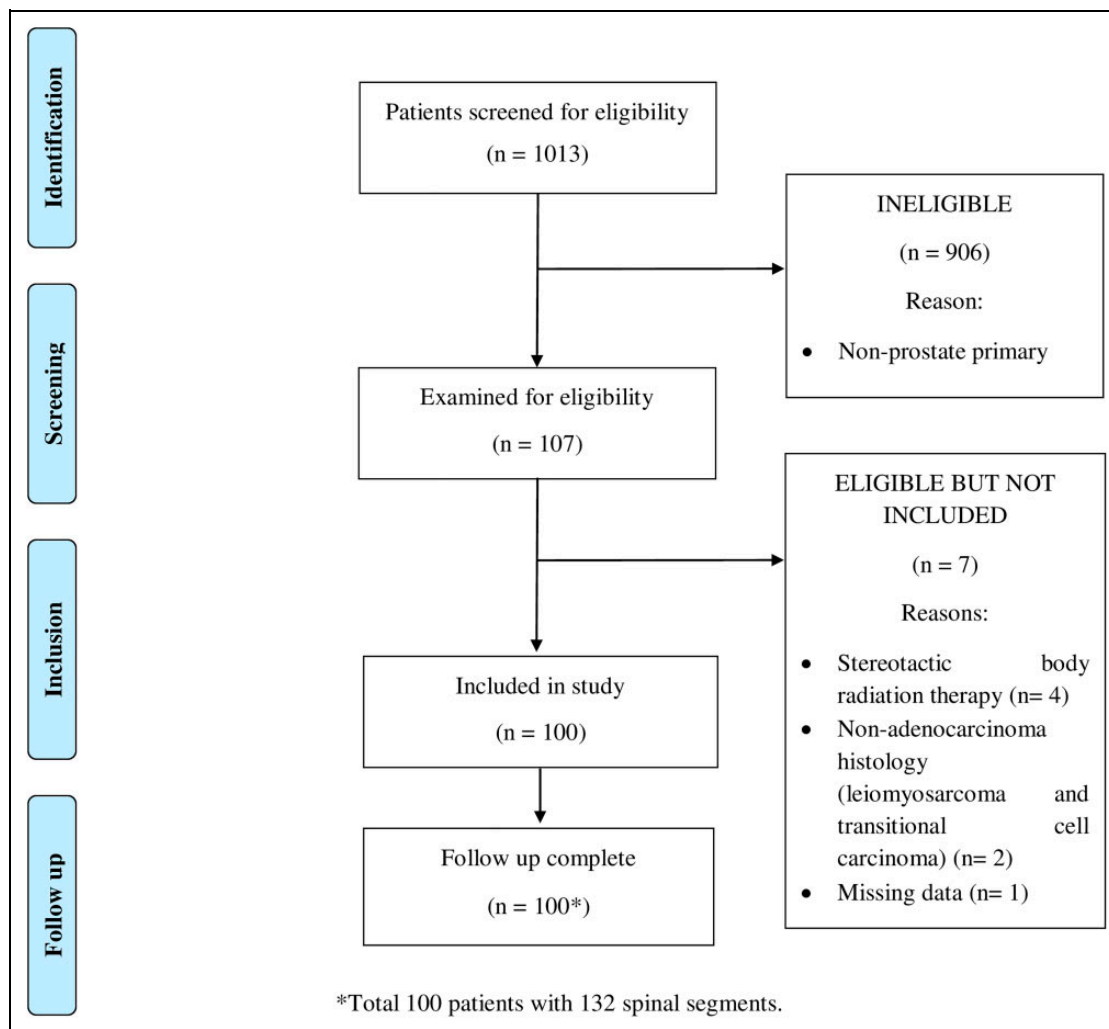 Identification
Patients screened for eligibility
(n = 1013)
INELIGIBLE
(n = 906)
Reason:
• Non-prostate primary
Screening
Examined for eligibility
(n = 107)
ELIGIBLE BUT NOT
INCLUDED
(n = 7)
Reasons:
• Stereotactic body
radiation therapy (n= 4)
• Non-adenocarcinoma
histology
(leiomyosarcoma and
transitional cell
carcinoma) (n= 2)
• Missing data (n= 1)
Inclusion
Included in study
(n = 100)
Follow up
Follow up complete
(n = 100*)
*Total 100 patients with 132 spinal segments.